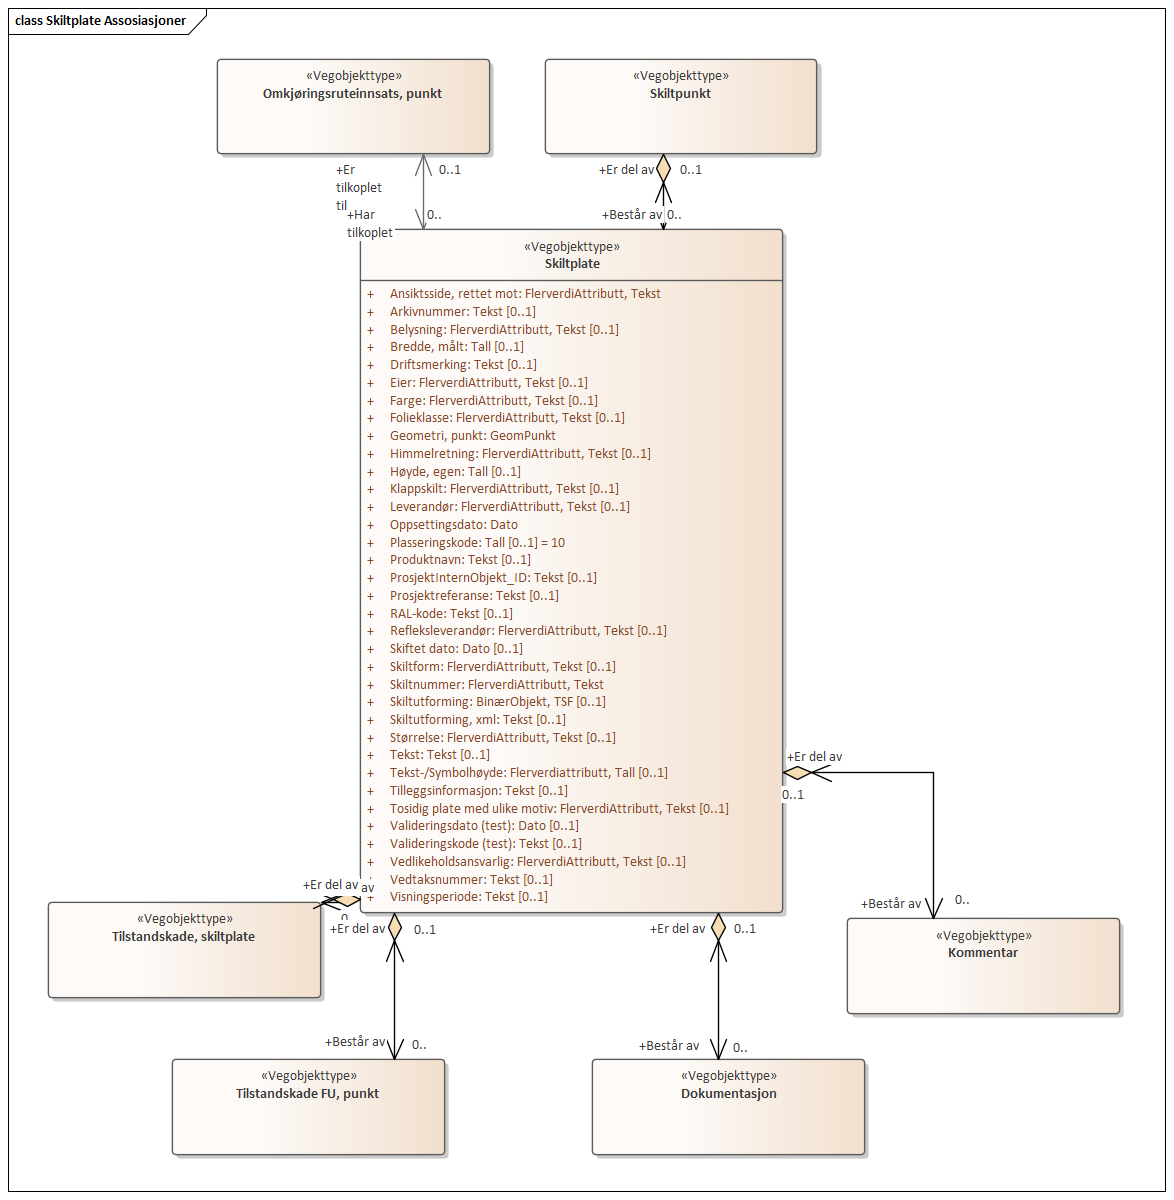 class Skiltplate Assosiasjoner
«Vegobjekttype»
Omkjøringsruteinnsats, punkt
«Vegobjekttype»
Skiltpunkt
+Er
tilkoplet
til
0..1
+Har
tilkoplet
0..
+Er del av
0..1
+Består av
0..
«Vegobjekttype»
Skiltplate
+ Ansiktsside, rettet mot: FlerverdiAttributt, Tekst
+ Arkivnummer: Tekst [0..1]
+ Belysning: FlerverdiAttributt, Tekst [0..1]
+ Bredde, målt: Tall [0..1]
+ Driftsmerking: Tekst [0..1]
+ Eier: FlerverdiAttributt, Tekst [0..1]
+ Farge: FlerverdiAttributt, Tekst [0..1]
+ Folieklasse: FlerverdiAttributt, Tekst [0..1]
+ Geometri, punkt: GeomPunkt
+ Himmelretning: FlerverdiAttributt, Tekst [0..1]
+ Høyde, egen: Tall [0..1]
+ Klappskilt: FlerverdiAttributt, Tekst [0..1]
+ Leverandør: FlerverdiAttributt, Tekst [0..1]
+ Oppsettingsdato: Dato
+ Plasseringskode: Tall [0..1] = 10
+ Produktnavn: Tekst [0..1]
+ ProsjektInternObjekt_ID: Tekst [0..1]
+ Prosjektreferanse: Tekst [0..1]
+ RAL-kode: Tekst [0..1]
+ Refleksleverandør: FlerverdiAttributt, Tekst [0..1]
+ Skiftet dato: Dato [0..1]
+ Skiltform: FlerverdiAttributt, Tekst [0..1]
+ Skiltnummer: FlerverdiAttributt, Tekst
+ Skiltutforming: BinærObjekt, TSF [0..1]
+ Skiltutforming, xml: Tekst [0..1]
+ Størrelse: FlerverdiAttributt, Tekst [0..1]
+ Tekst: Tekst [0..1]
+ Tekst-/Symbolhøyde: Flerverdiattributt, Tall [0..1]
+ Tilleggsinformasjon: Tekst [0..1]
+ Tosidig plate med ulike motiv: FlerverdiAttributt, Tekst [0..1]
+ Valideringsdato (test): Dato [0..1]
+ Valideringskode (test): Tekst [0..1]
+ Vedlikeholdsansvarlig: FlerverdiAttributt, Tekst [0..1]
Vedtaksnummer: Tekst [0..1]
+ Visningsperiode: Tekst [0..1]
+Er del av
0..1
+Består av
0..
+Er del av
av
«Vegobjekttype»
Tilstandskade, skiltplate
«Vegobjekttype»
Kommentar
+Er del av
0..1
+Er del av
0..1
+Består av
0..
+Består av
0..
«Vegobjekttype»
Tilstandskade FU, punkt
«Vegobjekttype»
Dokumentasjon